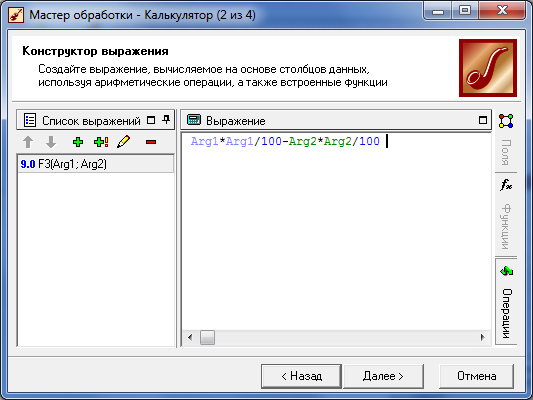 Мастер обработки - Калькулятор (2 из 4)
Конструктор выражения
Создайте выражение, вычисляемое на основе столбцов данных,
используя арифметические операции, а также встроенные функции
Список выражений
Выражение
9.0 F3(Arg1; Arg2)
Arg1*Arg1/100-Arg2*Arg2/100
Поля
fx
Функции
Операции
< Назад
Далее >
Отмена